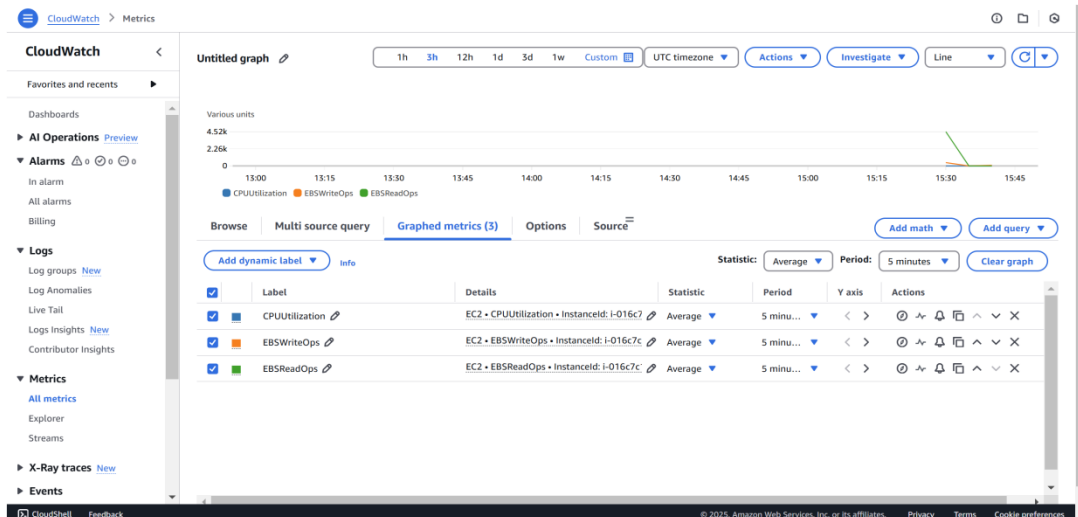 CloudWatch > Metrics
CloudWatch
Favorites and recents
Dashboards
AI Operations Preview
Alarms 0 0 0
In alarm
All alarms
Billing
Logs
Log groups New
Log Anomalies
Live Tail
Logs Insights New
Contributor Insights
Metrics
All metrics
Explorer
Streams
X-Ray traces New
Events
Untitled graph
1h 3h 12h 1d 3d 1w Custom UTC timezone Actions Investigate Line
Various units
4.52k
2.26k
0
13:00 13:15 13:30 13:45 14:00 14:15 14:30 14:45 15:00 15:15 15:30 15:45
CPUUtilization EBSWriteOps EBSReadOps
Browse Multi source query Graphed metrics (3) Options Source Add math Add query
Add dynamic label Info Statistic: Average Period: 5 minutes Clear graph
Label Details Statistic Period Y axis Actions
CPUUtilization EC2 • CPUUtilization • InstanceId: i-016c7 Average 5 minu...
EBSWriteOps EC2 • EBSWriteOps • InstanceId: i-016c7c Average 5 minu...
EBSReadOps EC2 • EBSReadOps • InstanceId: i-016c7c Average 5 minu...
CloudShell Feedback © 2025, Amazon Web Services, Inc. or its affiliates. Privacy Terms Cookie preferences